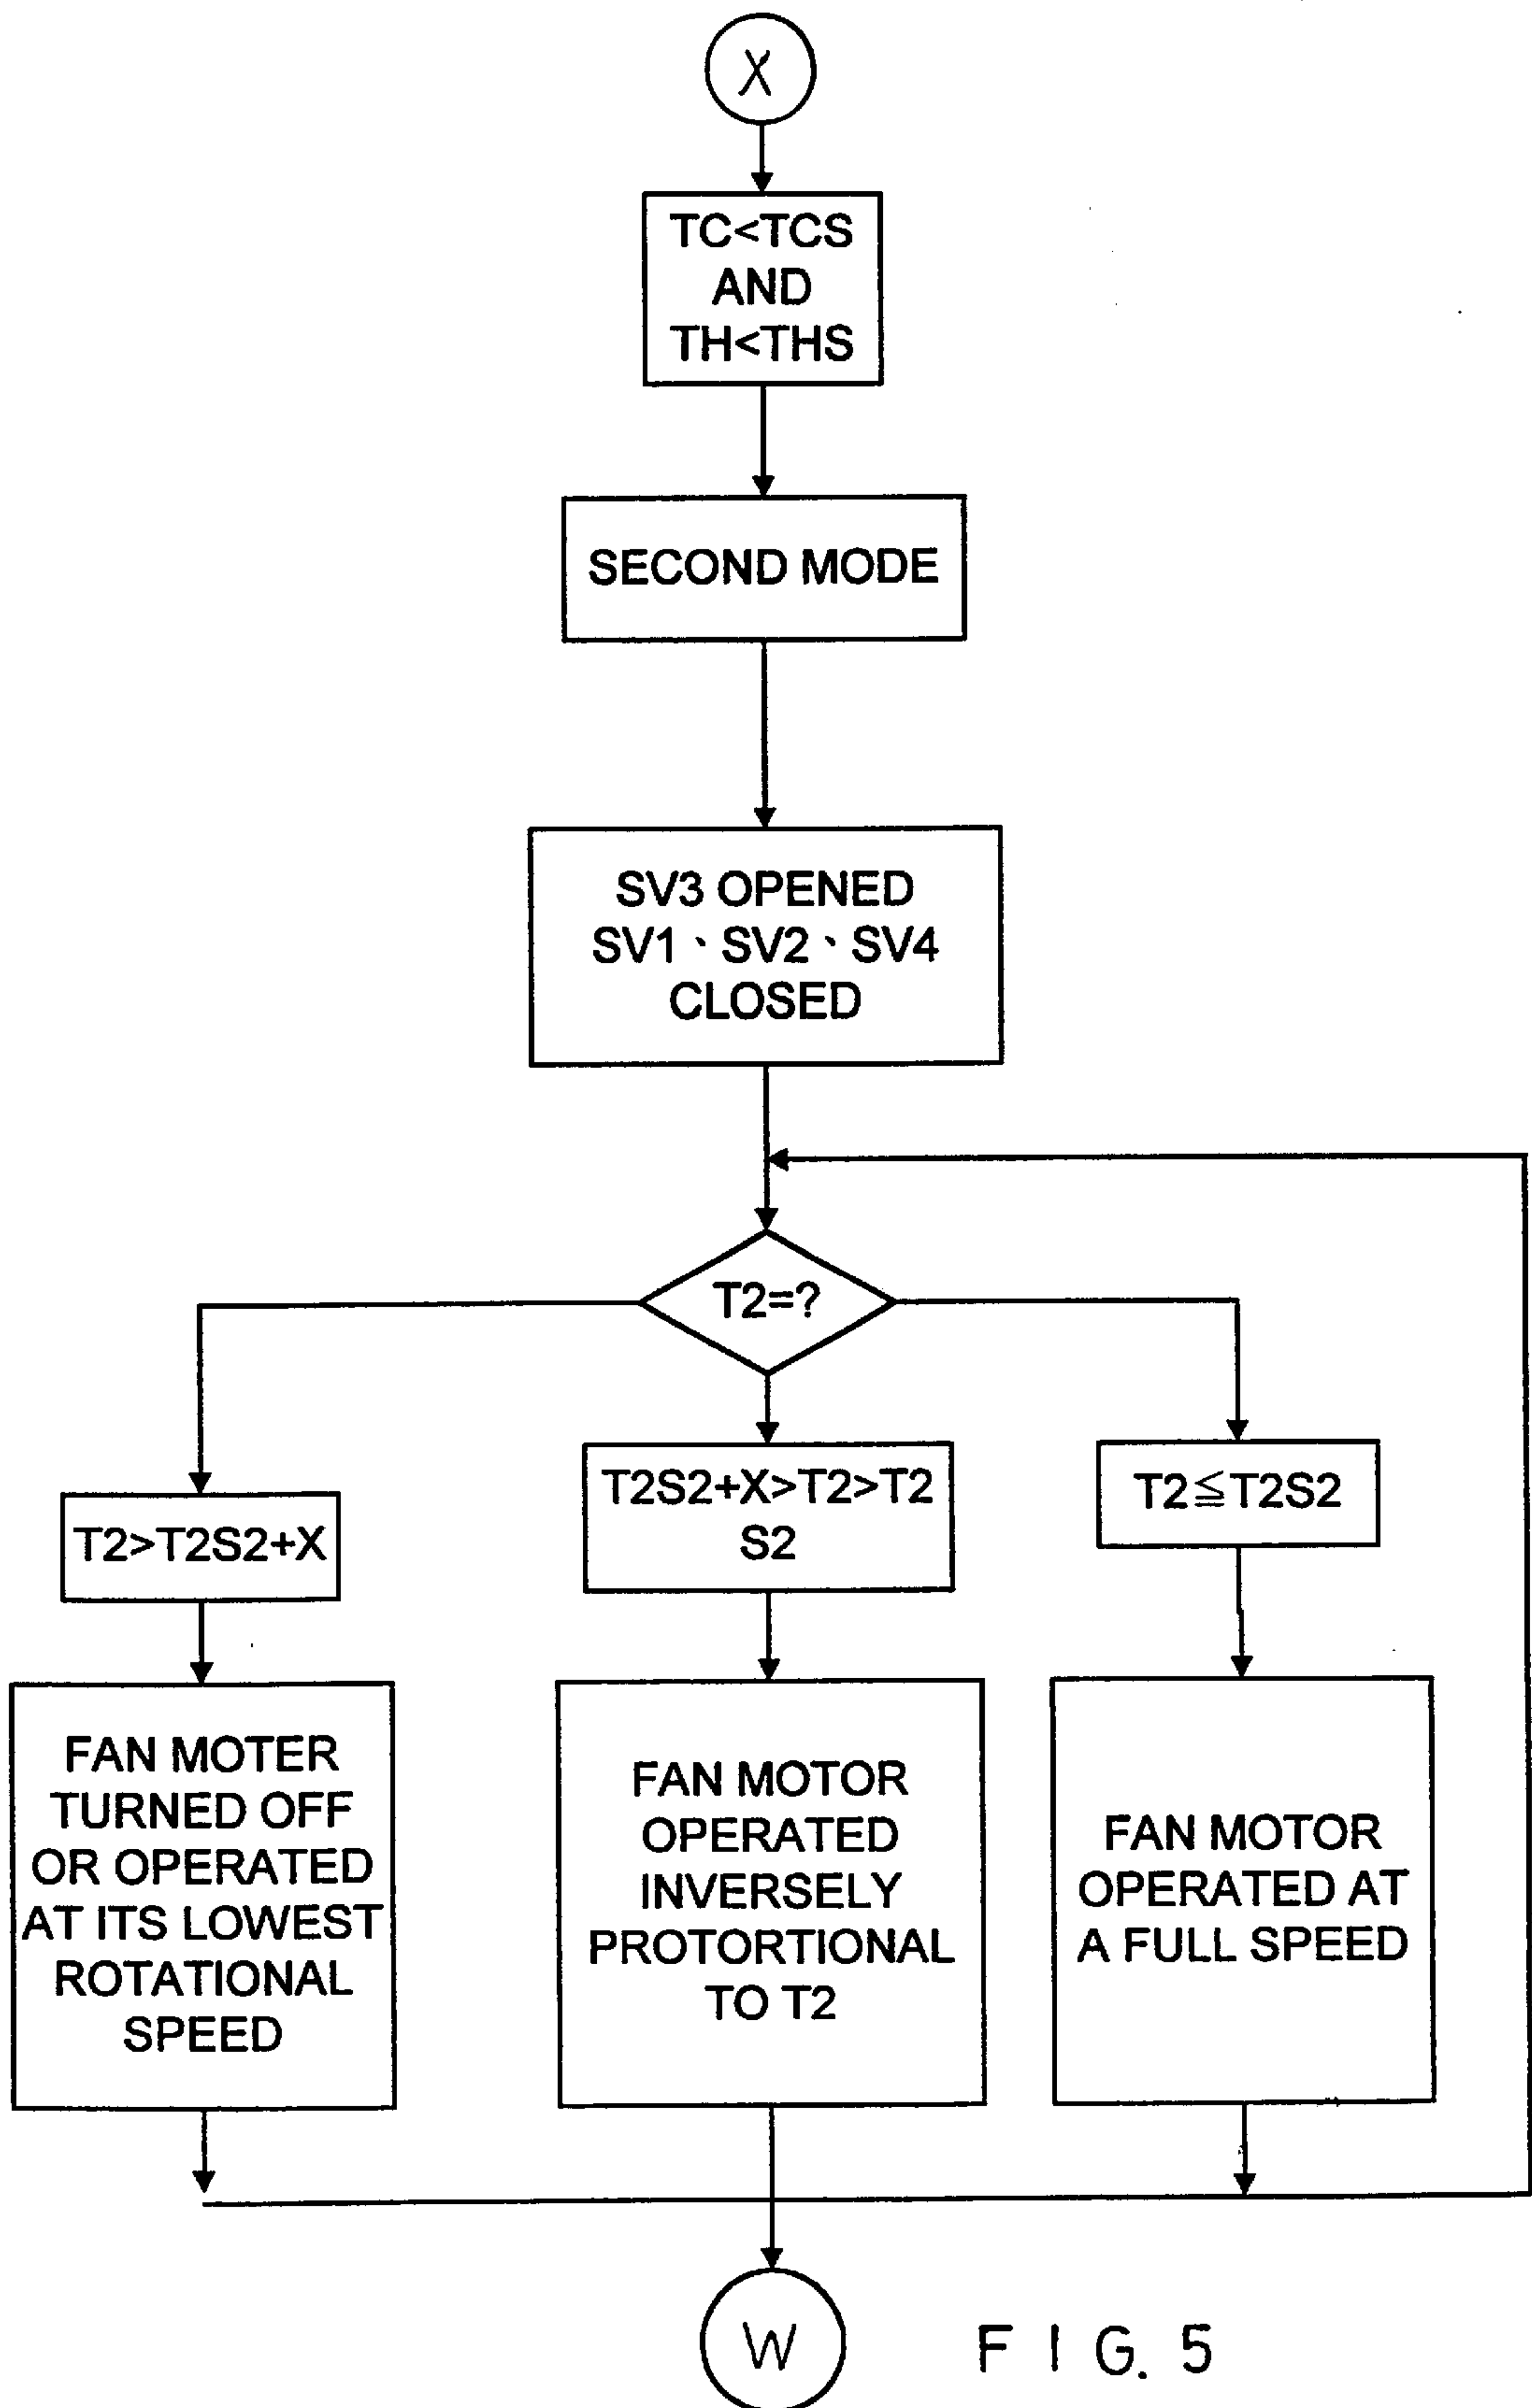 X
TC<TCS
AND
TH<THS
SECOND MODE
SV3 OPENED
SV1、SV2、SV4
CLOSED
T2=?
T2>T2S2+X
T2S2+X>T2>T2
S2
T2≦T2S2
FAN MOTER
TURNED OFF
OR OPERATED
AT ITS LOWEST
ROTATIONAL
SPEED
FAN MOTOR
OPERATED
INVERSELY
PROTORTIONAL
TO T2
FAN MOTOR
OPERATED AT
A FULL SPEED
W
FIG. 5